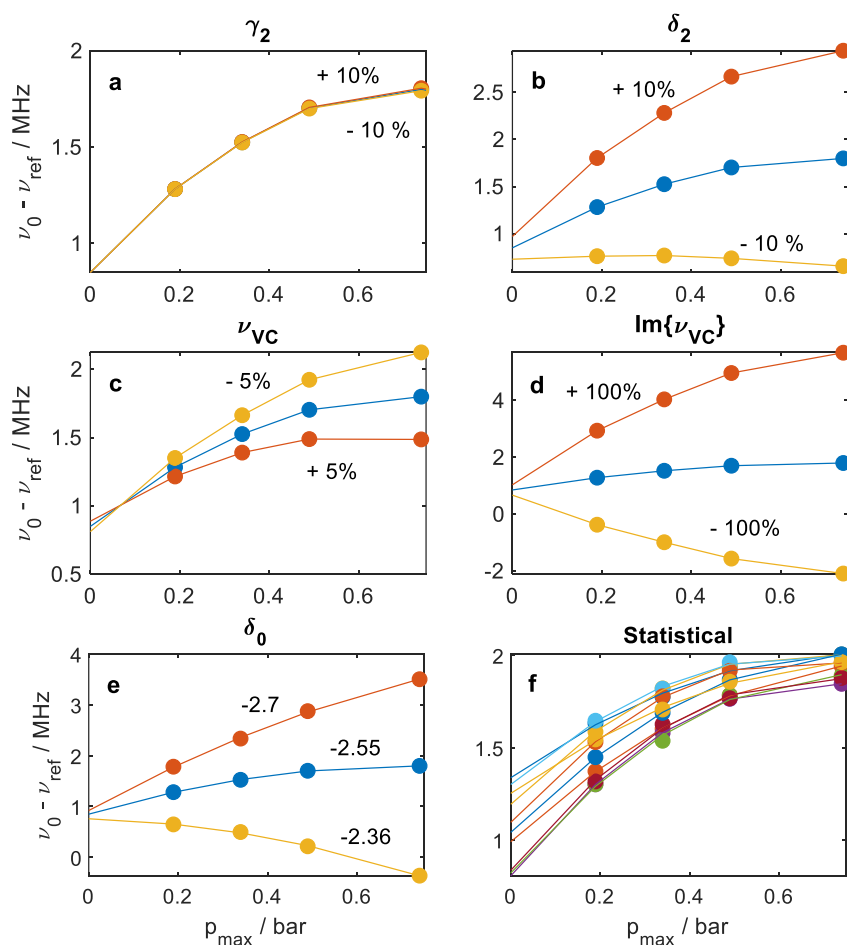 γ2
a
+ 10%
- 10 %
2
1.5
1
0 0.2 0.4 0.6
ν0 - νref / MHz
δ2
b
+ 10%
- 10 %
2.5
2
1.5
1
0 0.2 0.4 0.6
νVC
c
- 5%
+ 5%
2
1.5
1
0.5
0 0.2 0.4 0.6
ν0 - νref / MHz
Im{νVC}
d
+ 100%
- 100%
4
2
0
-2
0 0.2 0.4 0.6
δ0
e
-2.7
-2.55
-2.36
4
3
2
1
0
0 0.2 0.4 0.6
ν0 - νref / MHz
pmax / bar
Statistical
f
2
1.5
1
0 0.2 0.4 0.6
pmax / bar